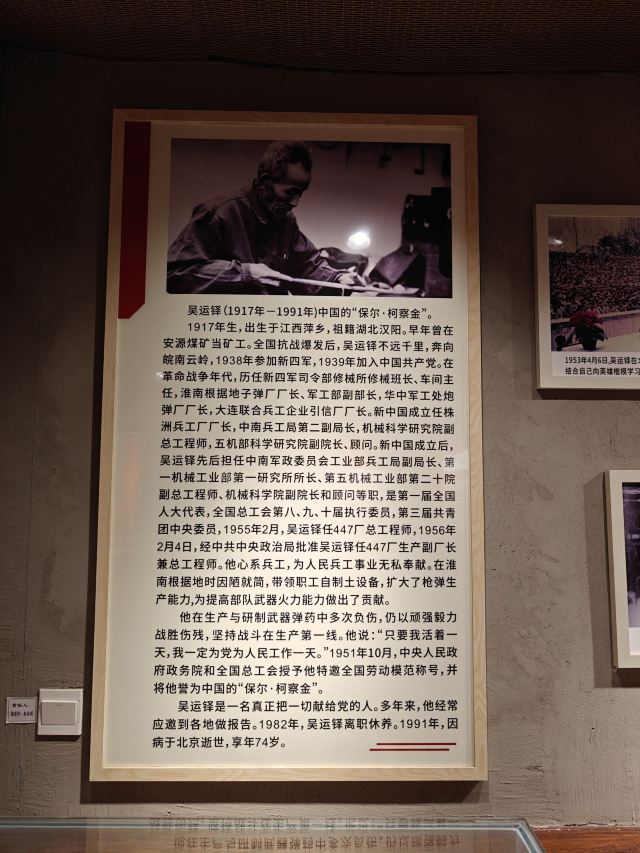 吴运铎(1917年－1991年)中国的“保尔·柯察金”。
1917年生,出生于江西萍乡,祖籍湖北汉阳。早年曾在
安源煤矿当矿工。全国抗战爆发后,吴运铎不远千里,奔向
皖南云岭,1938年参加新四军,1939年加入中国共产党。在
革命战争年代,历任新四军司令部修械所修械班长、车间主
任,淮南根据地子弹厂厂长、军工部副部长,华中军工处炮
弹厂厂长,大连联合兵工企业引信厂厂长。新中国成立任株
洲兵工厂厂长,中南兵工局第二副局长,机械科学研究院副
总工程师,五机部科学研究院副院长、顾问。新中国成立后,
吴运铎先后担任中南军政委员会工业部兵工局副局长、第
一机械工业部第一研究所所长、第五机械工业部第二十院
副总工程师、机械科学院副院长和顾问等职,是第一届全国
人大代表,全国总工会第八、九、十届执行委员,第三届共青
团中央委员,1955年2月,吴运铎任447厂总工程师,1956年
2月4日,经中共中央政治局批准吴运铎任447厂生产副厂长
兼总工程师。他心系兵工,为人民兵工事业无私奉献。在淮
南根据地时因陋就简,带领职工自制土设备,扩大了枪弹生
产能力,为提高部队武器火力能力做出了贡献。
他在生产与研制武器弹药中多次负伤,仍以顽强毅力
战胜伤残,坚持战斗在生产第一线。他说:“只要我活着一
天,我一定为党为人民工作一天。”1951年10月,中央人民政
府政务院和全国总工会授予他特邀全国劳动模范称号,并
将他誉为中国的“保尔·柯察金”。
吴运铎是一名真正把一切献给党的人。多年来,他经常
应邀到各地做报告。1982年,吴运铎离职休养。1991年,因
病于北京逝世,享年74岁。
1953年4月6日,吴运铎在
结合自己向英雄楷模学习
责任人: